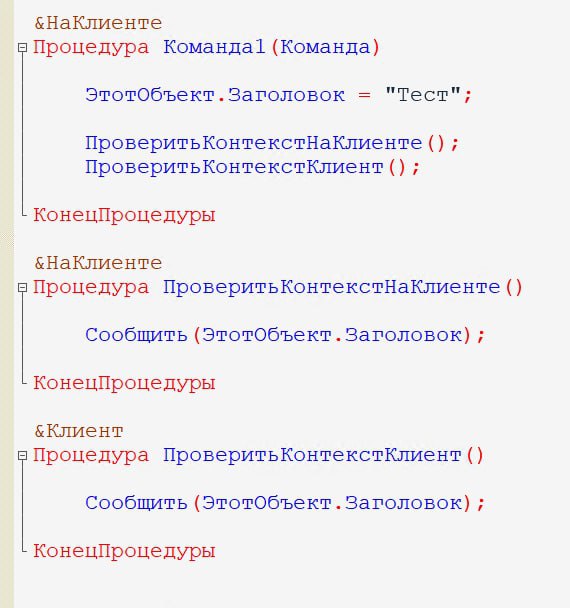 &НаКлиенте
Процедура Команда1(Команда)
ЭтотОбъект.Заголовок = "Тест";
ПроверитьКонтекстНаКлиенте();
ПроверитьКонтекстКлиент();
КонецПроцедуры
&НаКлиенте
Процедура ПроверитьКонтекстНаКлиенте()
Сообщить(ЭтотОбъект.Заголовок);
КонецПроцедуры
&Клиент
Процедура ПроверитьКонтекстКлиент()
Сообщить(ЭтотОбъект.Заголовок);
КонецПроцедуры